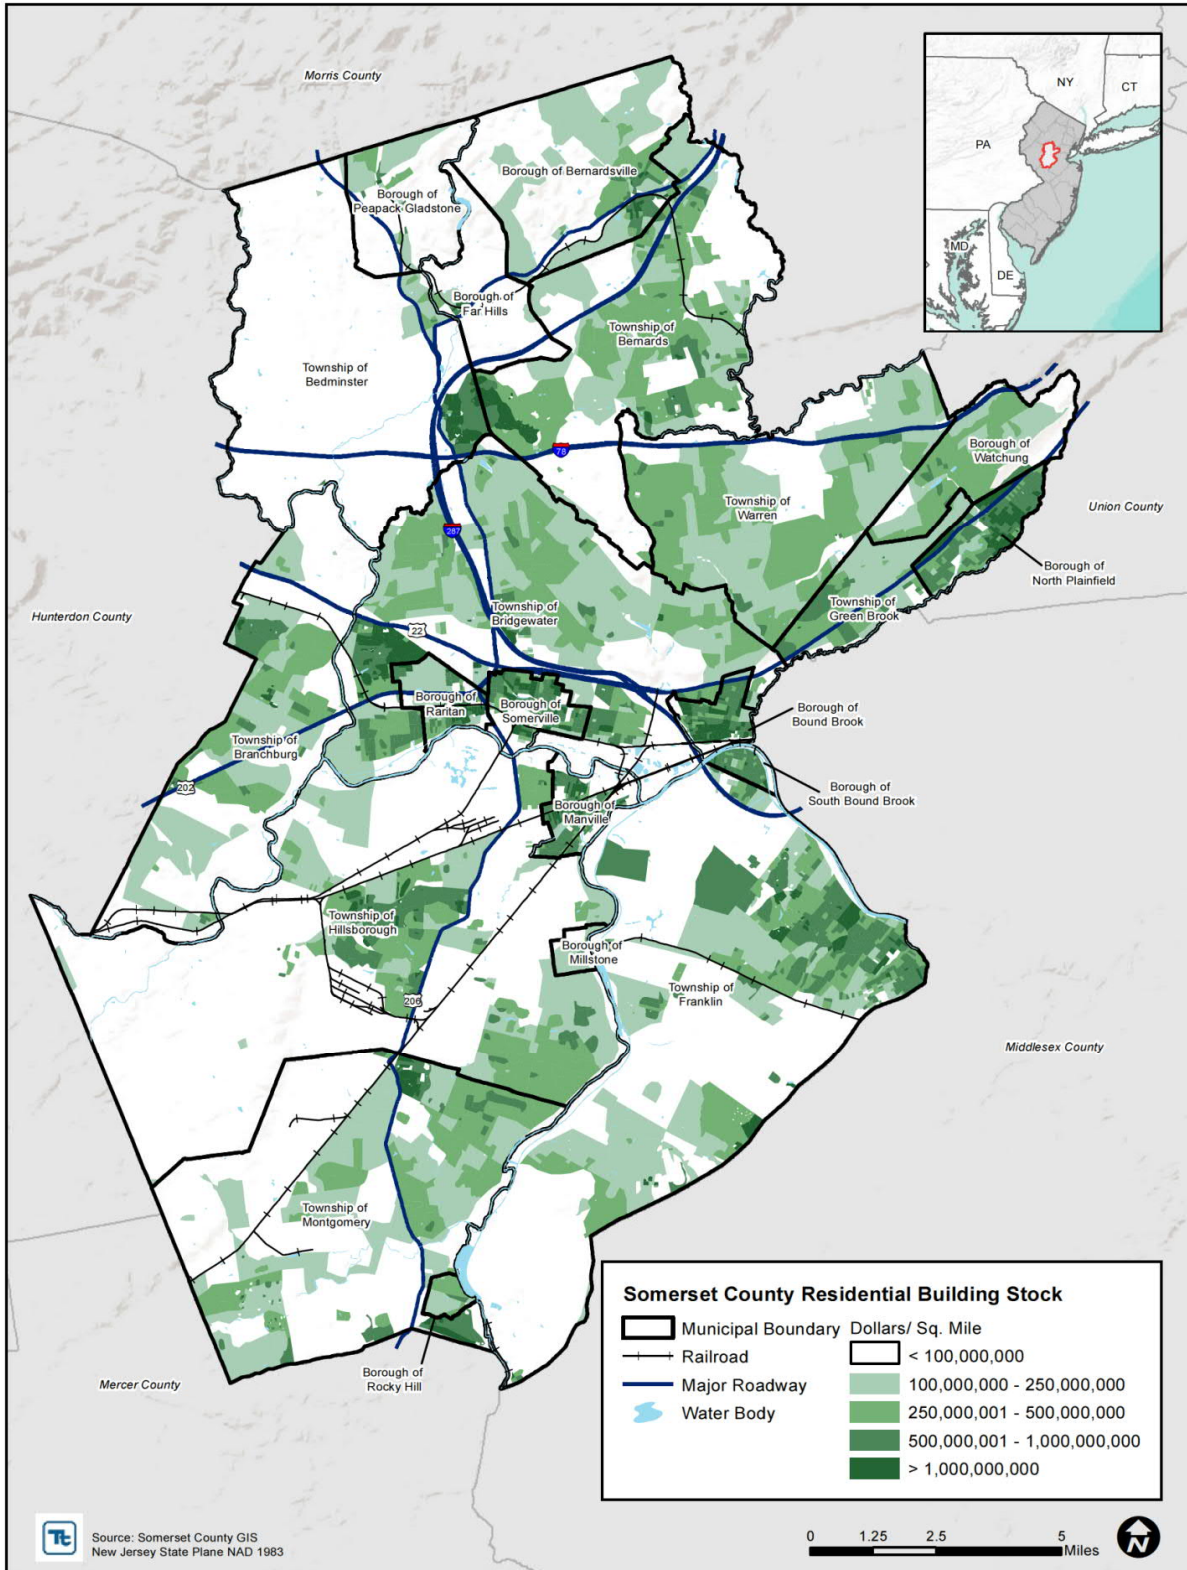 Morris County
NY
CT
PA
MD
DE
Borough of Bernardsville
Borough of
Peapack Gladstone
Borough of
Far Hills
Township of
Bernards
Township of
Bedminster
Borough of
Watchung
78
Township of
Warren
Union County
287
Borough of
North Plainfield
Hunterdon County
Township of
Bridgewater
Township of
Green Brook
22
Borough of
Raritan
Borough of
Somerville
Borough of
Bound Brook
Township of
Branchburg
202
Borough of
South Bound Brook
Borough of
Manville
Township of
Hillsborough
Borough of
Millstone
Township of
Franklin
206
Middlesex County
Township of
Montgomery
Borough of
Rocky Hill
Mercer County
Somerset County Residential Building Stock
Municipal Boundary
Railroad
Major Roadway
Water Body
Dollars/ Sq. Mile
< 100,000,000
100,000,000 - 250,000,000
250,000,001 - 500,000,000
500,000,001 - 1,000,000,000
> 1,000,000,000
Tt
Source: Somerset County GIS
New Jersey State Plane NAD 1983
0 1.25 2.5 5
Miles
N